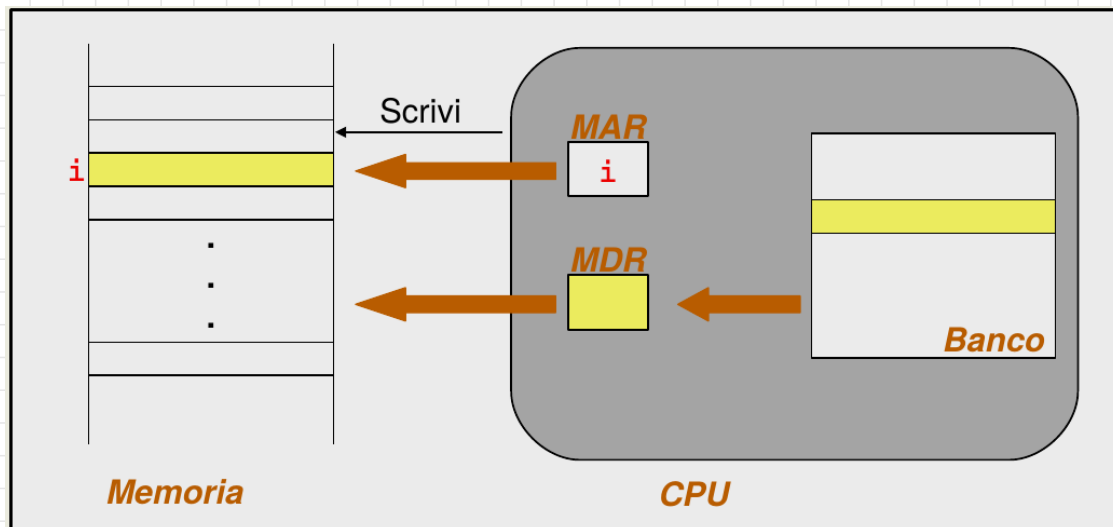 Scrivi
MAR
i
i
MDR
Banco
Memoria
CPU